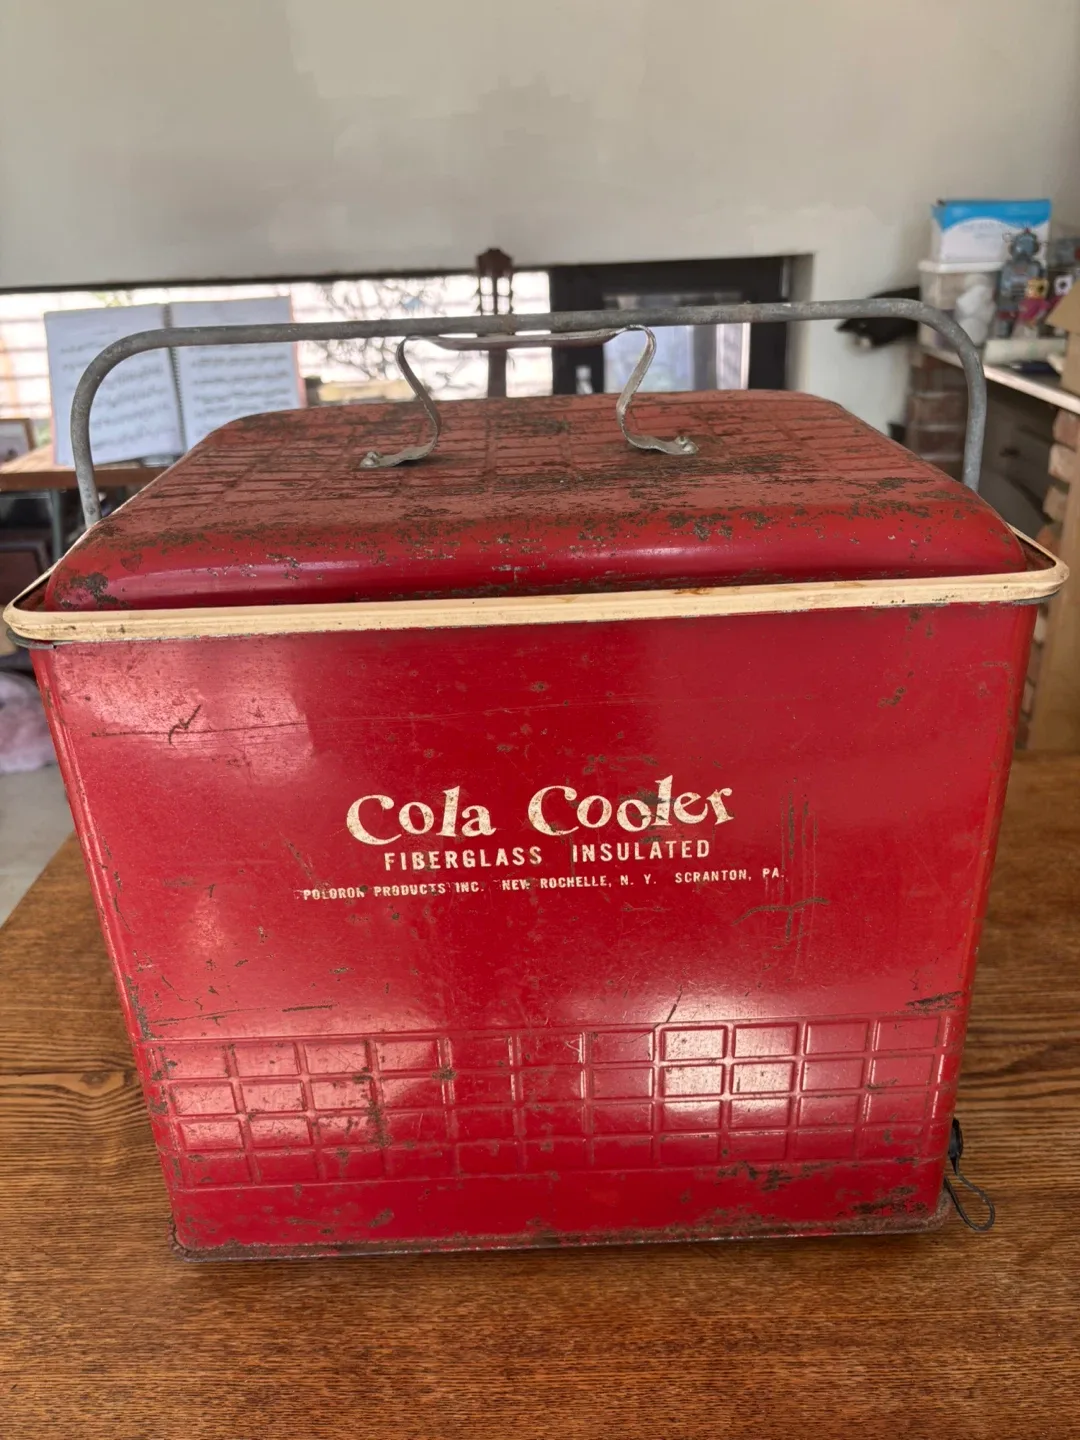 Cola Cooler
FIBERGLASS INSULATED
POLORON PRODUCTS INC. NEW ROCHELLE, N. Y. SCRANTON, PA.